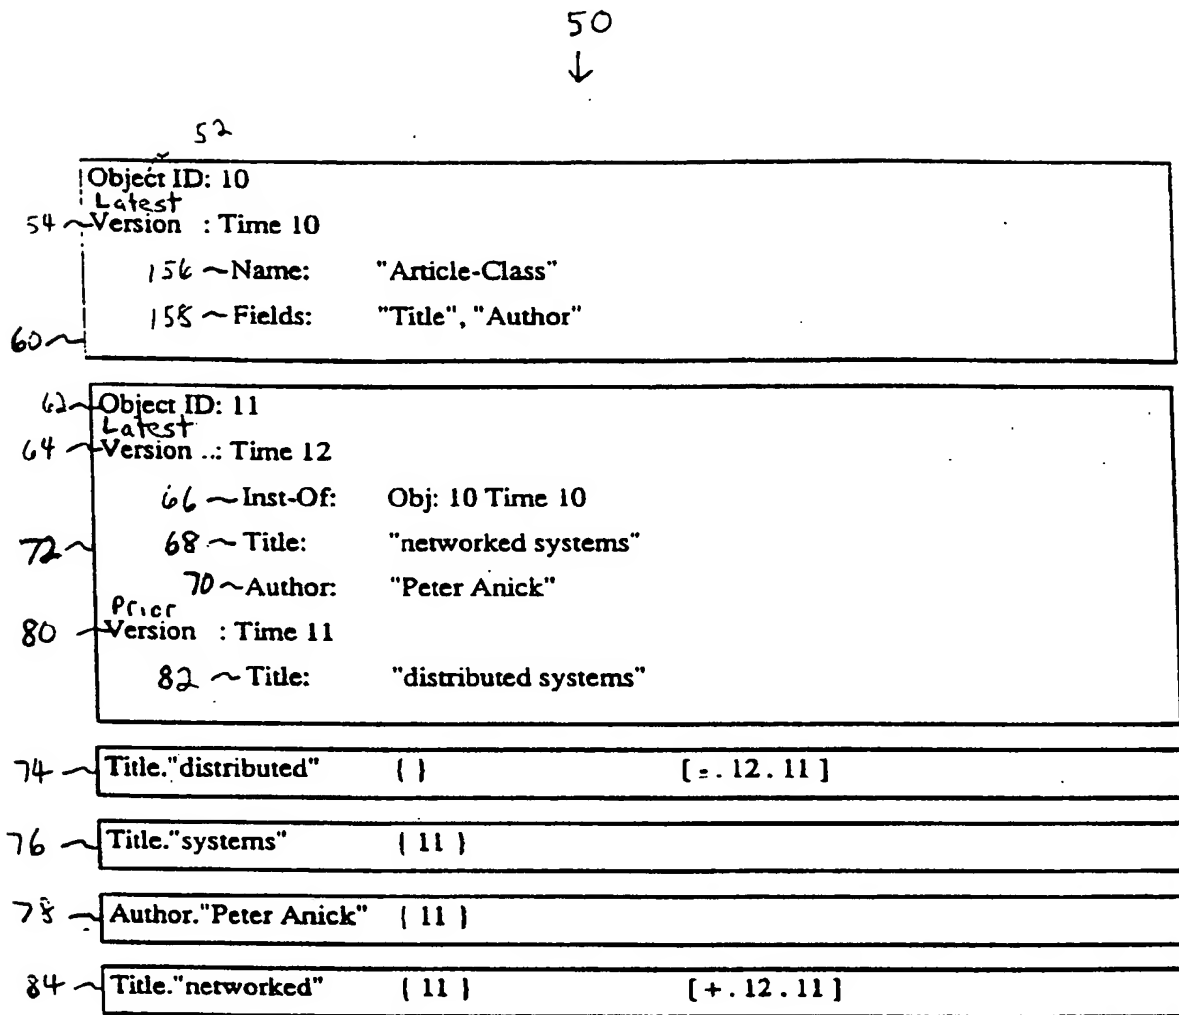 50
52
Object ID: 10
Latest
54 Version : Time 10
156 Name: "Article-Class"
158 Fields: "Title", "Author"
60
62 Object ID: 11
Latest
64 Version ..: Time 12
66 Inst-Of: Obj: 10 Time 10
72 68 Title: "networked systems"
70 Author: "Peter Anick"
Prior
80 Version : Time 11
82 Title: "distributed systems"
74 Title."distributed" { } [ - . 12 . 11 ]
76 Title."systems" { 11 }
78 Author."Peter Anick" { 11 }
84 Title."networked" { 11 } [ + . 12 . 11 ]